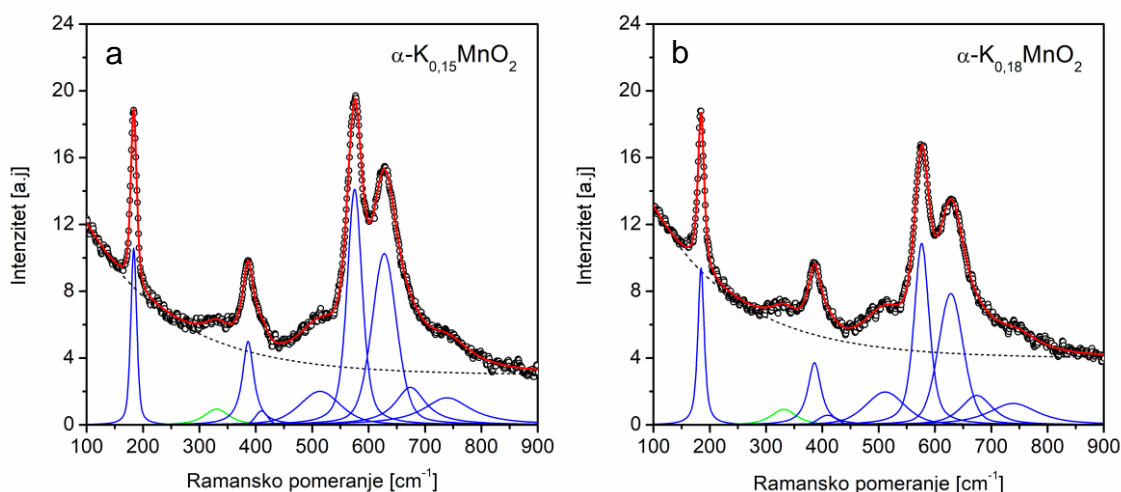 a
α-K0,15MnO2
Intenzitet [a.j]
24
20
16
12
8
4
0
100 200 300 400 500 600 700 800 900
Ramansko pomeranje [cm-1]
b
α-K0,18MnO2
Intenzitet [a.j]
24
20
16
12
8
4
0
100 200 300 400 500 600 700 800 900
Ramansko pomeranje [cm-1]